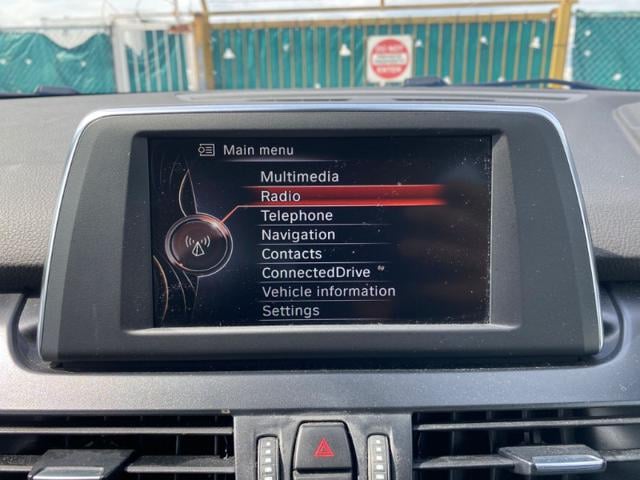 DO NOT
ENTER
Main menu
Multimedia
Radio
Telephone
Navigation
Contacts
ConnectedDrive
Vehicle information
Settings